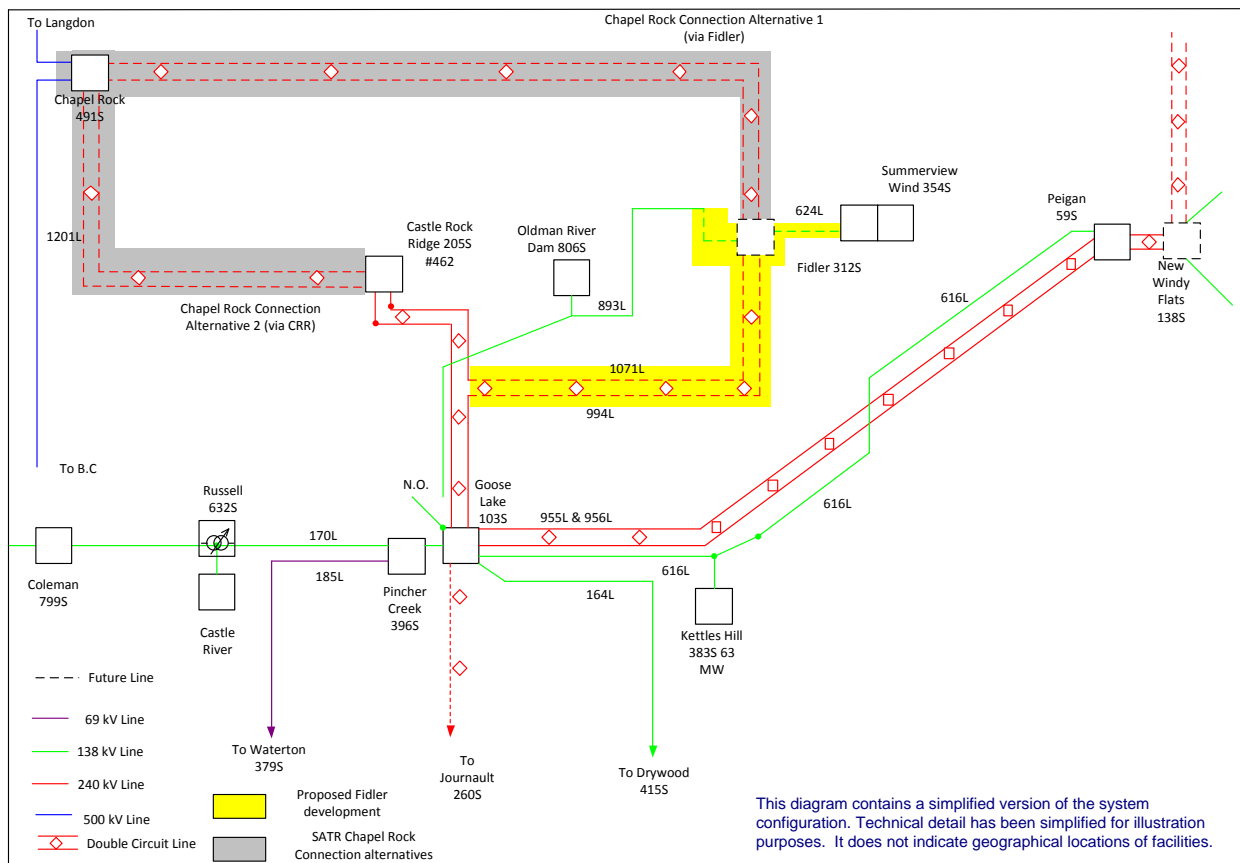 To Langdon
Chapel Rock Connection Alternative 1
(via Fidler)
Chapel Rock
491S
1201L
Castle Rock
Ridge 205S
#462
Oldman River
Dam 806S
Summerview
Wind 354S
624L
Peigan
59S
Fidler 312S
New
Windy
Flats
138S
Chapel Rock Connection
Alternative 2 (via CRR)
893L
616L
1071L
994L
To B.C
N.O.
Goose
Lake
103S
Russell
632S
955L & 956L
616L
170L
185L
616L
164L
Coleman
799S
Castle
River
Pincher
Creek
396S
Kettles Hill
383S 63
MW
Future Line
69 kV Line
138 kV Line
240 kV Line
500 kV Line
Double Circuit Line
To Waterton
379S
To
Journault
260S
To Drywood
415S
Proposed Fidler
development
SATR Chapel Rock
Connection alternatives
This diagram contains a simplified version of the system
configuration. Technical detail has been simplified for illustration
purposes. It does not indicate geographical locations of facilities.